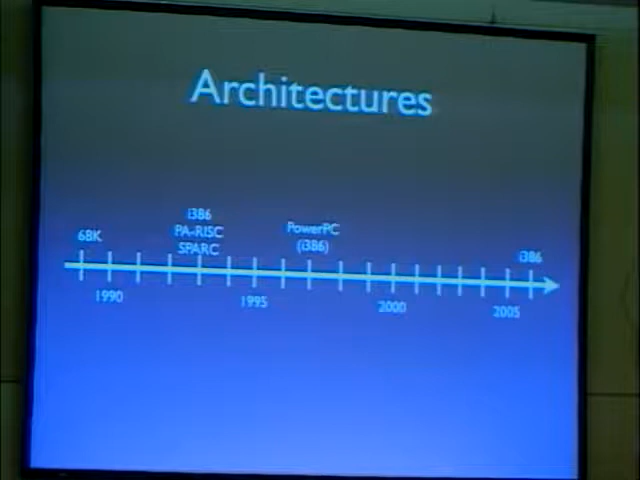 Architectures
68K
i386
PA-RISC
SPARC
PowerPC
(i386)
i386
1990
1995
2000
2005